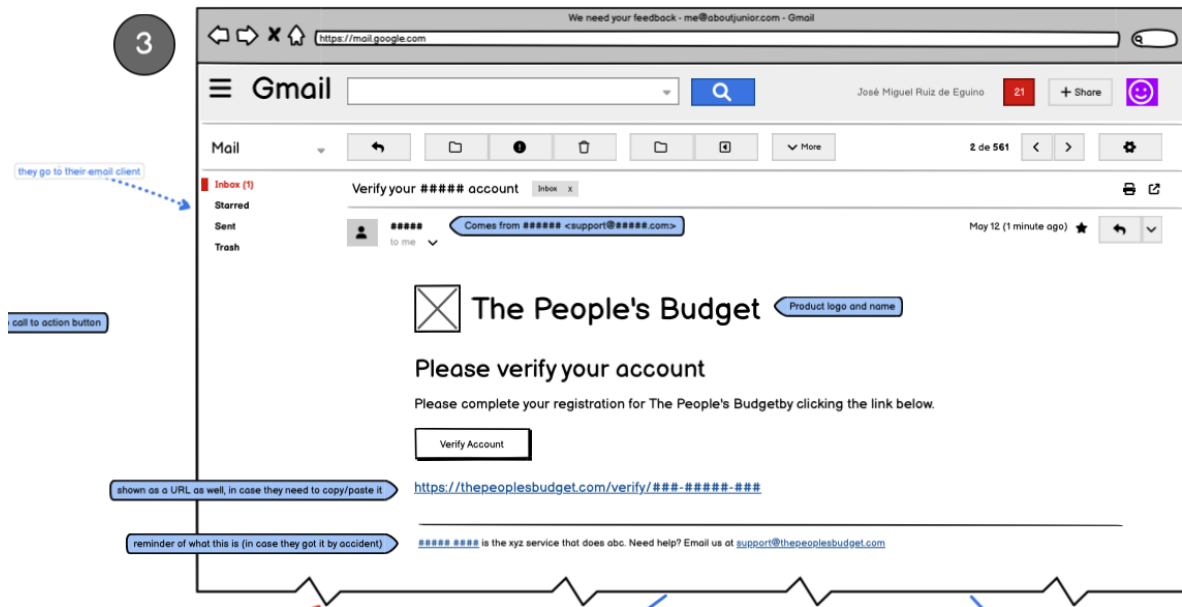 We need your feedback - me@aboutjunior.com - Gmail
3
https://mail.google.com
Gmail
José Miguel Ruiz de Eguino
21
+ Share
Mail
More
2 de 561
they go to their email client
Inbox (1)
Verify your ##### account
Inbox x
Starred
Sent
#####
Comes from ###### <support@#####.com>
May 12 (1 minute ago)
to me
Trash
The People's Budget
Product logo and name
call to action button
Please verify your account
Please complete your registration for The People's Budgetby clicking the link below.
Verify Account
shown as a URL as well, in case they need to copy/paste it
https://thepeoplesbudget.com/verify/###-#####-###
reminder of what this is (in case they got it by accident)
##### #### is the xyz service that does abc. Need help? Email us at support@thepeoplesbudget.com